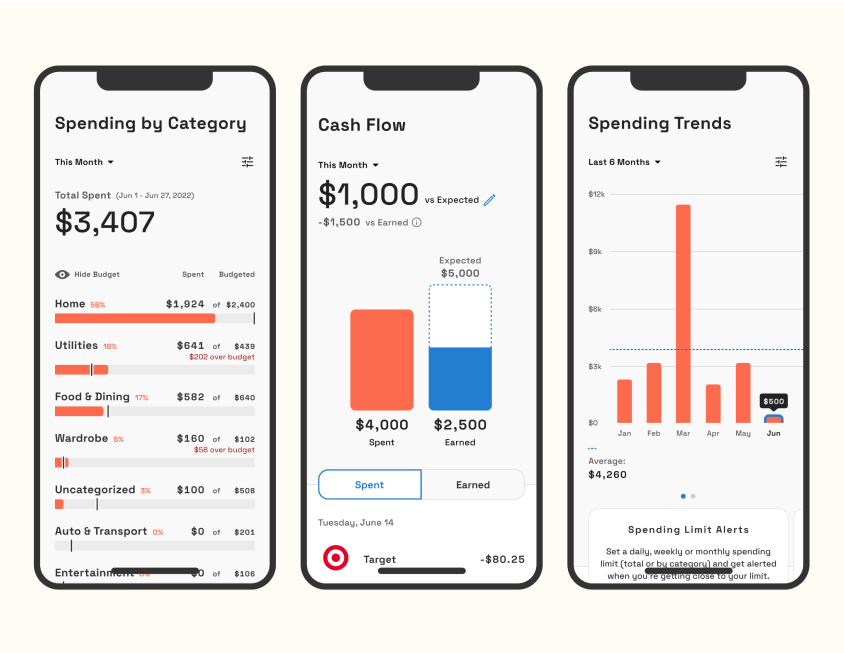 Spending by Category
This Month
Total Spent (Jun 1 - Jun 27, 2022)
$3,407
Hide Budget Spent Budgeted
Home 56% $1,924 of $2,400
Utilities 18% $641 of $439
$202 over budget
Food & Dining 17% $582 of $640
Wardrobe 5% $160 of $102
$58 over budget
Uncategorized 3% $100 of $508
Auto & Transport 0% $0 of $201
Entertainment 0% $0 of $106
Cash Flow
This Month
$1,000 vs Expected
-$1,500 vs Earned
Expected
$5,000
$4,000 $2,500
Spent Earned
Spent Earned
Tuesday, June 14
Target -$80.25
Spending Trends
Last 6 Months
$12k
$9k
$6k
$3k
$500
$0
Jan Feb Mar Apr May Jun
Average:
$4,260
Spending Limit Alerts
Set a daily, weekly or monthly spending
limit (total or by category) and get alerted
when you're getting close to your limit.